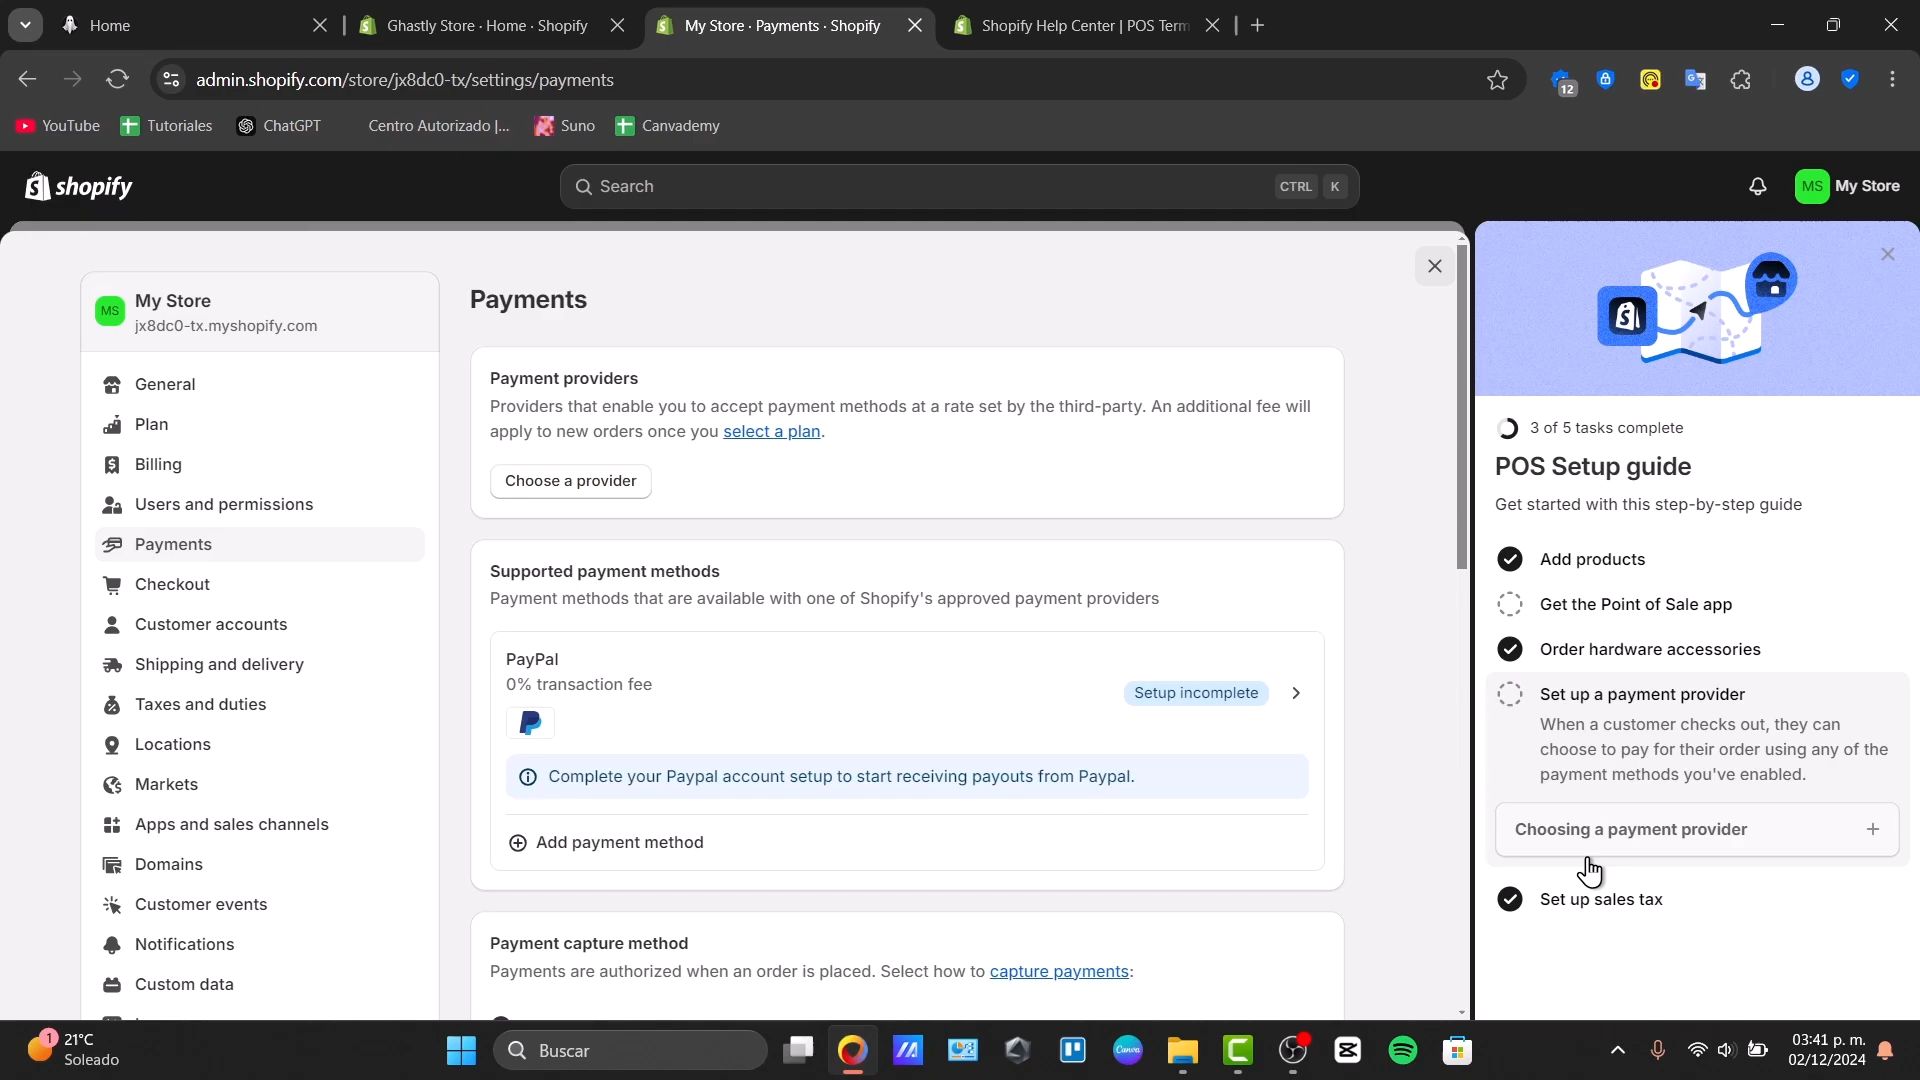 Home
Ghastly Store · Home · Shopify
My Store · Payments · Shopify
Shopify Help Center | POS Term
admin.shopify.com/store/jx8dc0-tx/settings/payments
12
YouTube
Tutoriales
ChatGPT
Centro Autorizado |...
Suno
Canvademy
shopify
Search
CTRL K
MS My Store
MS
My Store
jx8dc0-tx.myshopify.com
General
Plan
Billing
Users and permissions
Payments
Checkout
Customer accounts
Shipping and delivery
Taxes and duties
Locations
Markets
Apps and sales channels
Domains
Customer events
Notifications
Custom data
Payments
Payment providers
Providers that enable you to accept payment methods at a rate set by the third-party. An additional fee will
apply to new orders once you select a plan.
Choose a provider
Supported payment methods
Payment methods that are available with one of Shopify's approved payment providers
PayPal
0% transaction fee
Setup incomplete
Complete your Paypal account setup to start receiving payouts from Paypal.
Add payment method
Payment capture method
Payments are authorized when an order is placed. Select how to capture payments:
3 of 5 tasks complete
POS Setup guide
Get started with this step-by-step guide
Add products
Get the Point of Sale app
Order hardware accessories
Set up a payment provider
When a customer checks out, they can
choose to pay for their order using any of the
payment methods you've enabled.
Choosing a payment provider
Set up sales tax
1
21°C
Soleado
Buscar
Canva
03:41 p. m.
02/12/2024